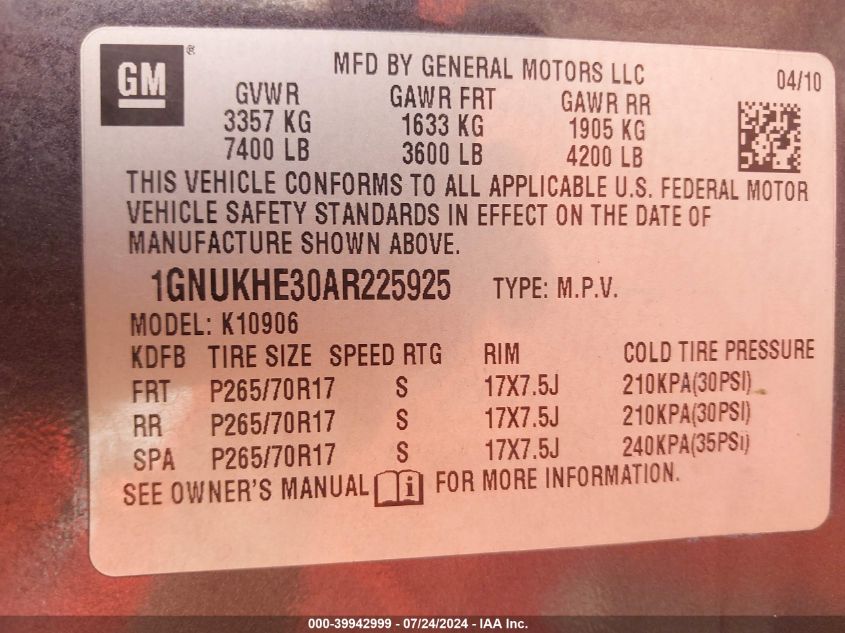 GM ®
MFD BY GENERAL MOTORS LLC 04/10
GVWR GAWR FRT GAWR RR
3357 KG 1633 KG 1905 KG
7400 LB 3600 LB 4200 LB
THIS VEHICLE CONFORMS TO ALL APPLICABLE U.S. FEDERAL MOTOR
VEHICLE SAFETY STANDARDS IN EFFECT ON THE DATE OF
MANUFACTURE SHOWN ABOVE.
1GNUKHE30AR225925 TYPE: M.P.V.
MODEL: K10906
KDFB TIRE SIZE SPEED RTG RIM COLD TIRE PRESSURE
FRT P265/70R17 S 17X7.5J 210KPA(30PSI)
RR P265/70R17 S 17X7.5J 210KPA(30PSI)
SPA P265/70R17 S 17X7.5J 240KPA(35PSI)
SEE OWNER'S MANUAL i FOR MORE INFORMATION.
000-39942999 - 07/24/2024 - IAA Inc.